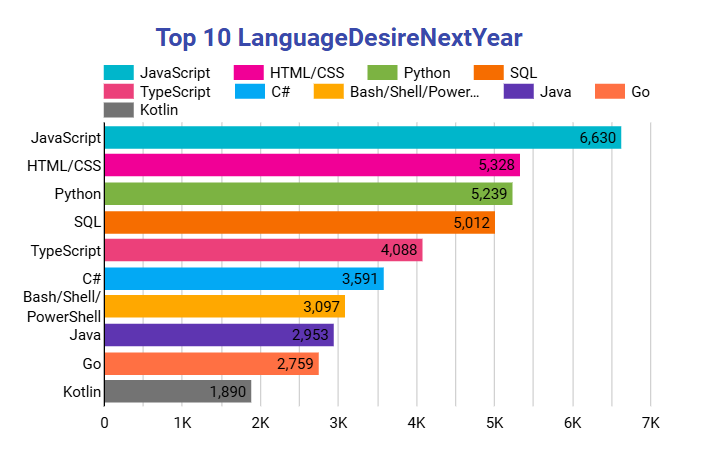 Top 10 LanguageDesireNextYear
JavaScript HTML/CSS Python SQL
TypeScript C# Bash/Shell/Power… Java Go
Kotlin
JavaScript 6,630
HTML/CSS 5,328
Python 5,239
SQL 5,012
TypeScript 4,088
C# 3,591
Bash/Shell/
PowerShell 3,097
Java 2,953
Go 2,759
Kotlin 1,890
0 1K 2K 3K 4K 5K 6K 7K